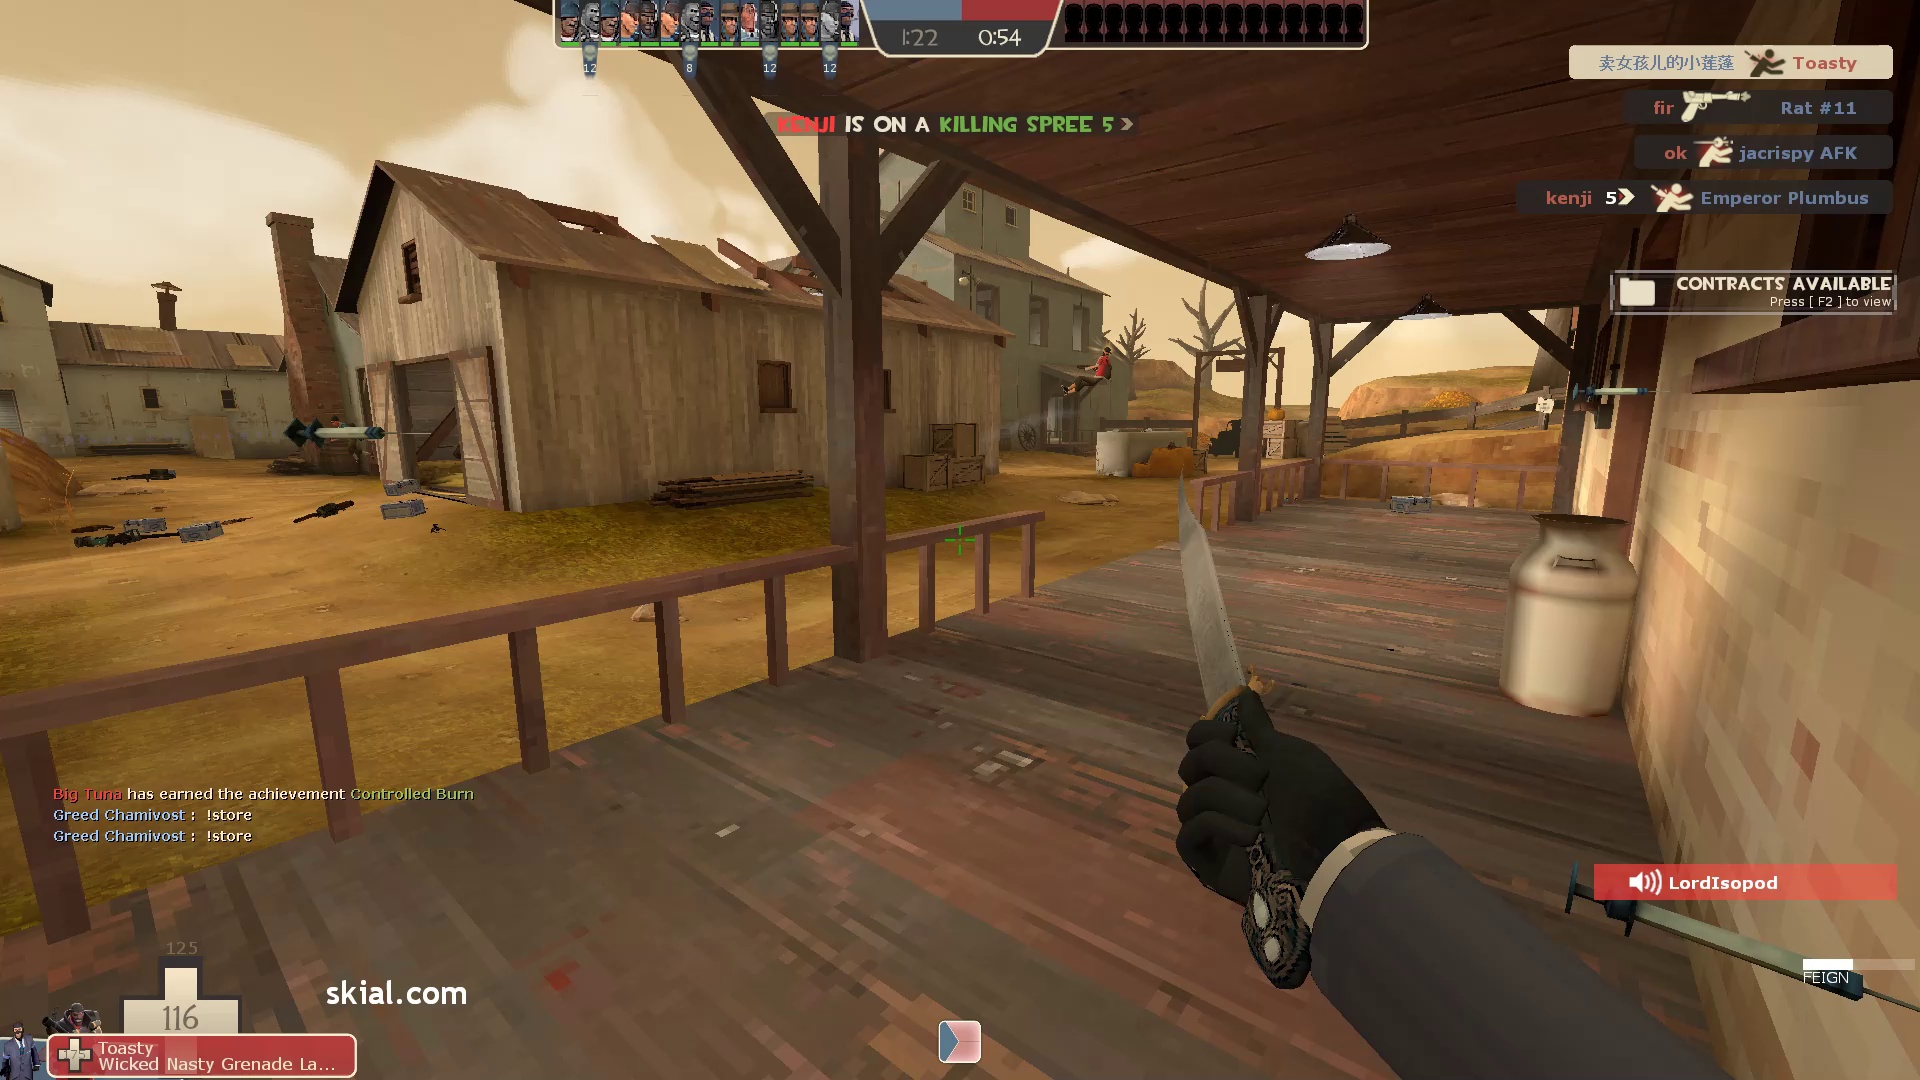 1:22 0:54
12 8 12 12
卖女孩儿的小莲蓬 Toasty
fir Rat #11
ok jacrispy AFK
kenji 5 Emperor Plumbus
KENJI IS ON A KILLING SPREE 5
CONTRACTS AVAILABLE
Press [ F2 ] to view
Big Tuna has earned the achievement Controlled Burn
Greed Chamivost : !store
Greed Chamivost : !store
LordIsopod
FEIGN
125
116
skial.com
175
Toasty
Wicked Nasty Grenade La...